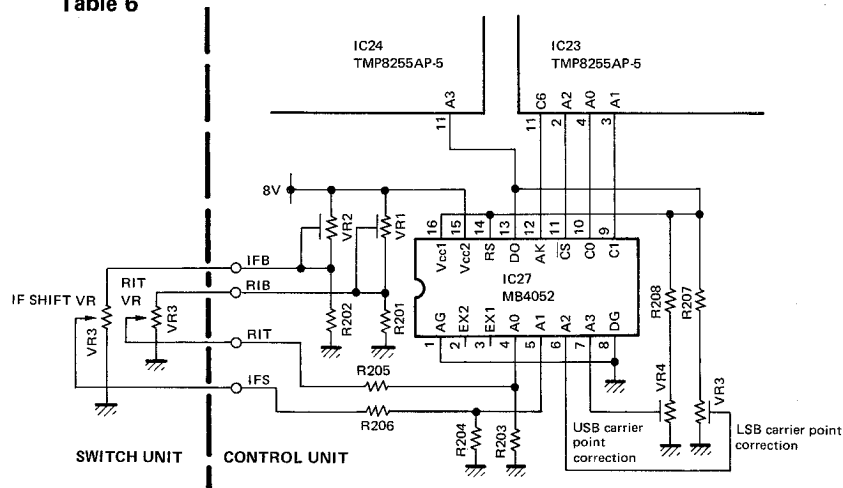 Table 6
IC24
TMP8255AP-5
IC23
TMP8255AP-5
A3
11
C6
A2
A0
A1
11
2
4
3
8V
VR2
VR1
16
15
14
13
12
11
10
9
Vcc1
Vcc2
RS
DO
AK
CS
C0
C1
IC27
MB4052
AG
EX2
EX1
A0
A1
A2
A3
DG
1
2
3
4
5
6
7
8
IFB
RIB
RIT
IFS
IF SHIFT VR
VR3
RIT
VR
VR3
R202
R201
R208
R207
R205
R206
R204
R203
VR4
VR3
USB carrier
point
correction
LSB carrier point
correction
SWITCH UNIT
CONTROL UNIT